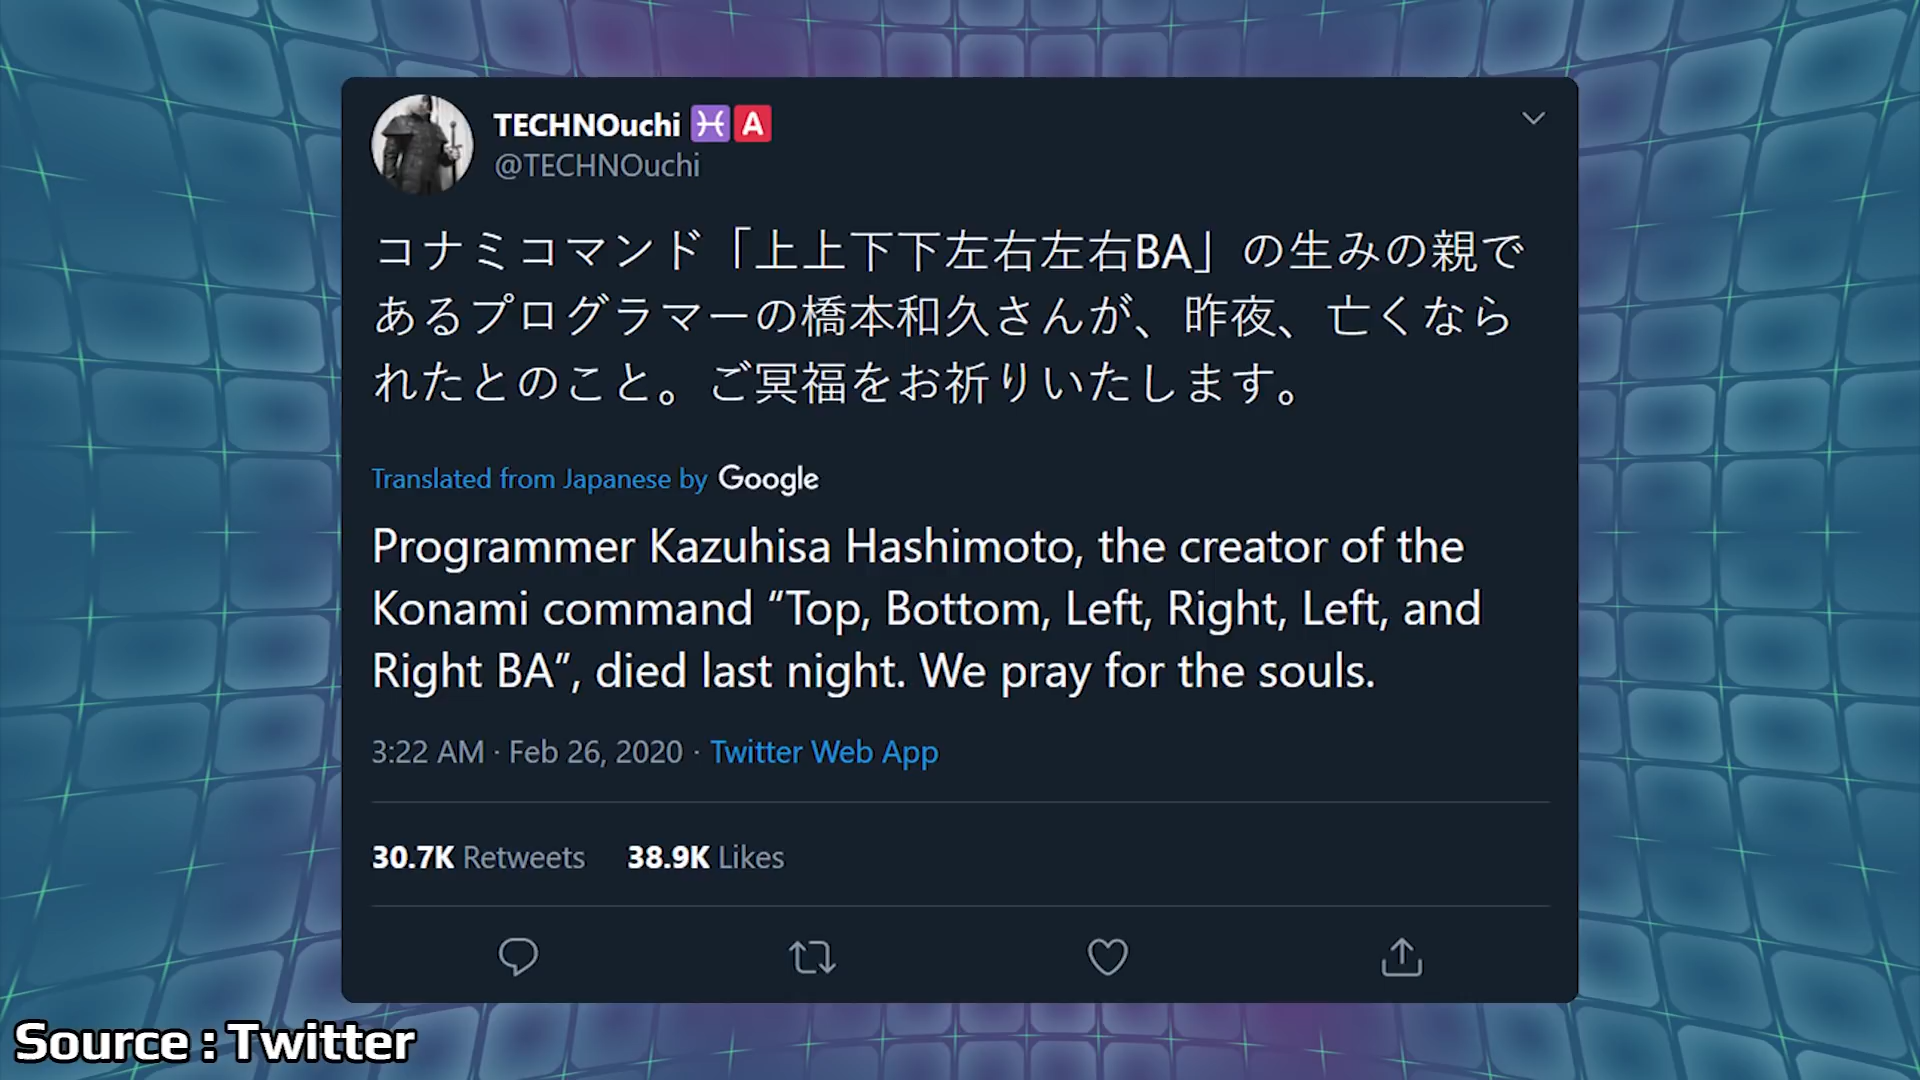 TECHNOuchi ♓🅰
@TECHNOuchi
コナミコマンド「上上下下左右左右BA」の生みの親で
あるプログラマーの橋本和久さんが、昨夜、亡くなら
れたとのこと。ご冥福をお祈りいたします。
Translated from Japanese by Google
Programmer Kazuhisa Hashimoto, the creator of the
Konami command "Top, Bottom, Left, Right, Left, and
Right BA", died last night. We pray for the souls.
3:22 AM · Feb 26, 2020 · Twitter Web App
30.7K Retweets 38.9K Likes
Source : Twitter